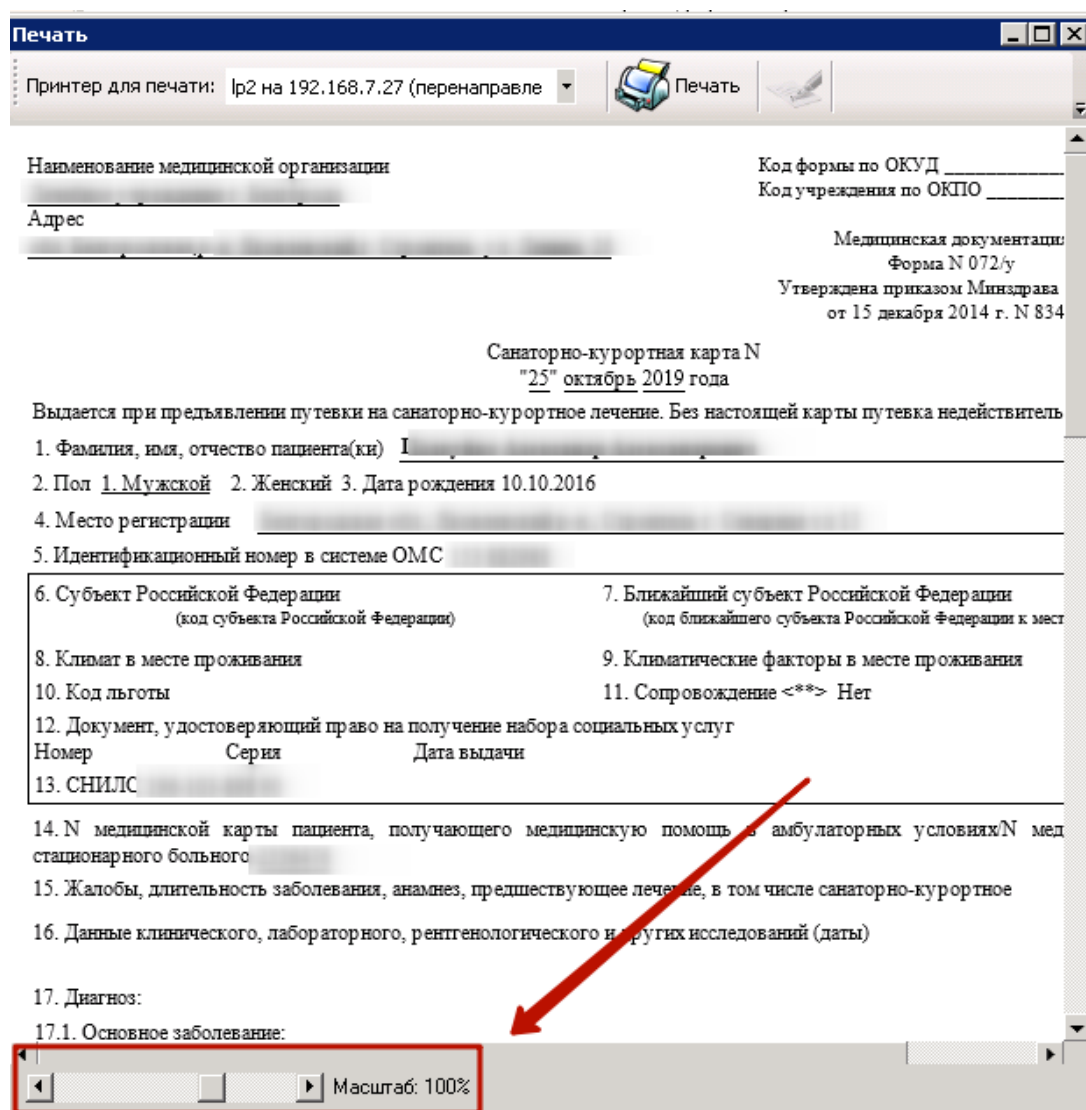 Печать
Принтер для печати: lp2 на 192.168.7.27 (перенаправле
Печать
Наименование медицинской организации
Код формы по ОКУД ____________
Код учреждения по ОКПО ________
Адрес
Медицинская документаци
Форма N 072/у
Утверждена приказом Минздрава
от 15 декабря 2014 г. N 834
Санаторно-курортная карта N
"25" октябрь 2019 года
Выдается при предъявлении путевки на санаторно-курортное лечение. Без настоящей карты путевка недействитель
1. Фамилия, имя, отчество пациента(ки)
2. Пол 1. Мужской 2. Женский 3. Дата рождения 10.10.2016
4. Место регистрации
5. Идентификационный номер в системе ОМС
6. Субъект Российской Федерации
(код субъекта Российской Федерации)
7. Ближайший субъект Российской Федерации
(код ближайшего субъекта Российской Федерации к мест
8. Климат в месте проживания
9. Климатические факторы в месте проживания
10. Код льготы
11. Сопровождение <**> Нет
12. Документ, удостоверяющий право на получение набора социальных услуг
Номер Серия Дата выдачи
13. СНИЛС
14. N медицинской карты пациента, получающего медицинскую помощь в амбулаторных условиях/N мед
стационарного больного
15. Жалобы, длительность заболевания, анамнез, предшествующее лечение, в том числе санаторно-курортное
16. Данные клинического, лабораторного, рентгенологического и других исследований (даты)
17. Диагноз:
17.1. Основное заболевание:
Масштаб: 100%